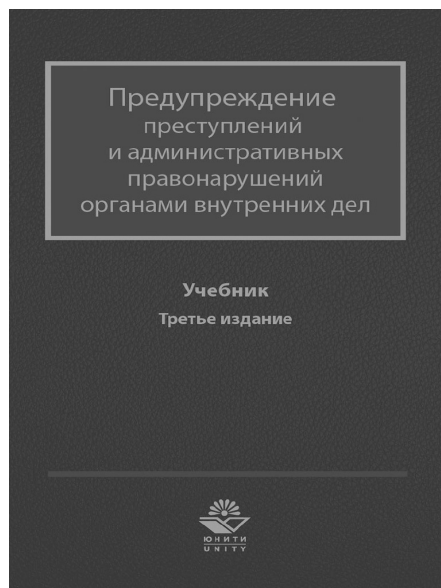 Предупреждение
преступлений
и административных
правонарушений
органами внутренних дел
Учебник
Третье издание
ЮНИТИ
UNITY